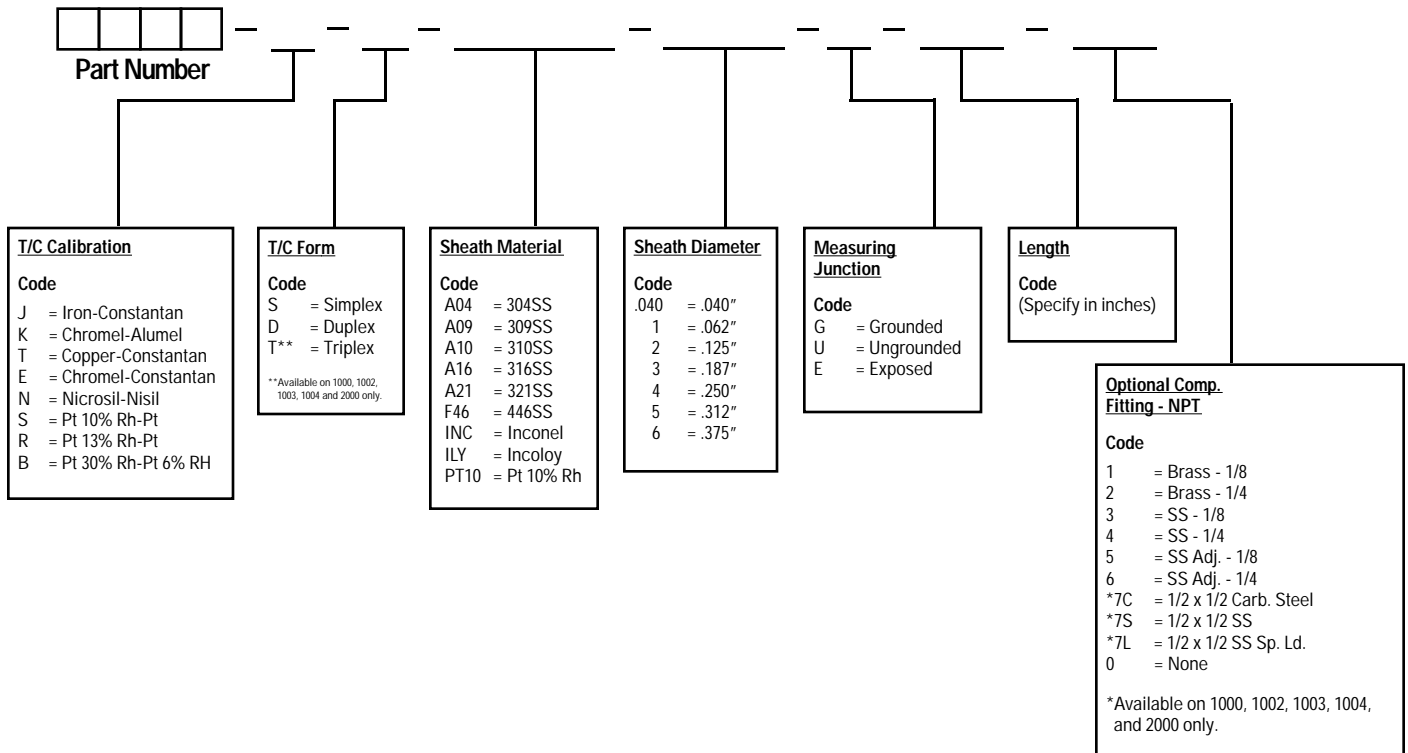 Part Number
T/C Calibration
Code
J = Iron-Constantan
K = Chromel-Alumel
T = Copper-Constantan
E = Chromel-Constantan
N = Nicrosil-Nisil
S = Pt 10% Rh-Pt
R = Pt 13% Rh-Pt
B = Pt 30% Rh-Pt 6% RH
T/C Form
Code
S = Simplex
D = Duplex
T** = Triplex
**Available on 1000, 1002,
1003, 1004 and 2000 only.
Sheath Material
Code
A04 = 304SS
A09 = 309SS
A10 = 310SS
A16 = 316SS
A21 = 321SS
F46 = 446SS
INC = Inconel
ILY = Incoloy
PT10 = Pt 10% Rh
Sheath Diameter
Code
.040 = .040″
1 = .062″
2 = .125″
3 = .187″
4 = .250″
5 = .312″
6 = .375″
Measuring
Junction
Code
G = Grounded
U = Ungrounded
E = Exposed
Length
Code
(Specify in inches)
Optional Comp.
Fitting - NPT
Code
1 = Brass - 1/8
2 = Brass - 1/4
3 = SS - 1/8
4 = SS - 1/4
5 = SS Adj. - 1/8
6 = SS Adj. - 1/4
*7C = 1/2 x 1/2 Carb. Steel
*7S = 1/2 x 1/2 SS
*7L = 1/2 x 1/2 SS Sp. Ld.
0 = None
*Available on 1000, 1002, 1003, 1004,
and 2000 only.